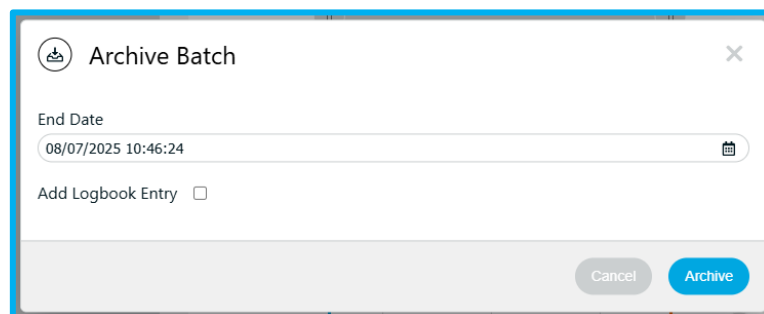 Archive Batch
End Date
08/07/2025 10:46:24
Add Logbook Entry
Cancel
Archive